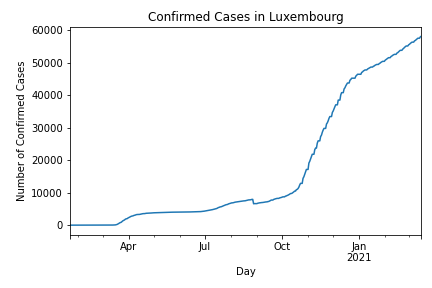 Confirmed Cases in Luxembourg
60000
50000
40000
30000
20000
10000
0
Number of Confirmed Cases
Apr
Jul
Oct
Jan
2021
Day